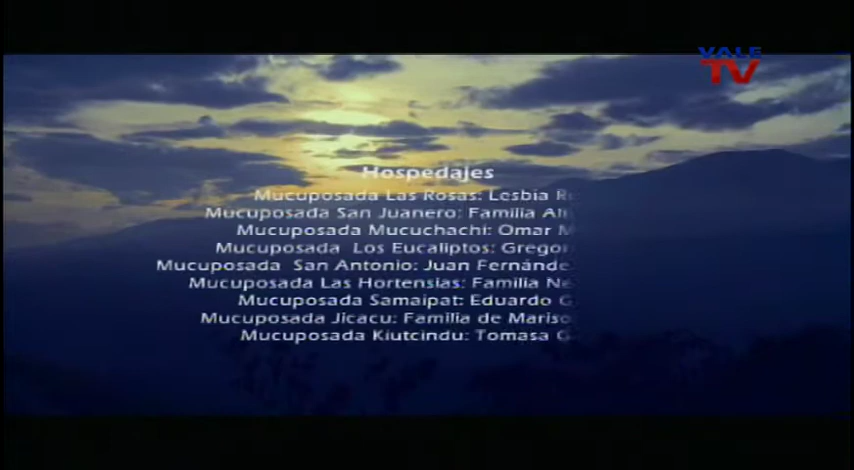 VALE
TV
Hospedajes
Mucuposada Las Rosas: Lesbia
Mucuposada San Juanero: Familia
Mucuposada Mucuchachí: Omar
Mucuposada Los Eucaliptos:
Mucuposada San Antonio: Juan
Mucuposada Las Hortensias: Familia
Mucuposada Samaipat: Eduardo
Mucuposada Jicacu: Familia de
Mucuposada Kiutcindu: Tomasa